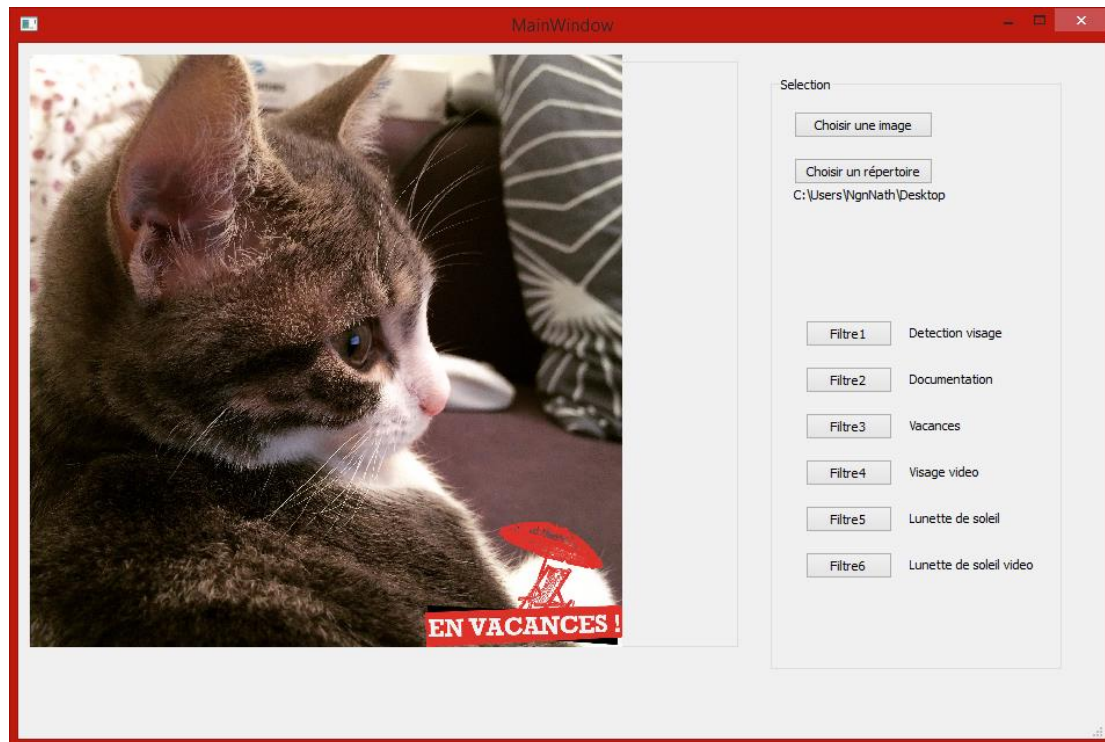 MainWindow
Selection
Choisir une image
Choisir un répertoire
C:\Users\NgnNath\Desktop
Filtre1 Detection visage
Filtre2 Documentation
Filtre3 Vacances
Filtre4 Visage video
Filtre5 Lunette de soleil
Filtre6 Lunette de soleil video
EN VACANCES !